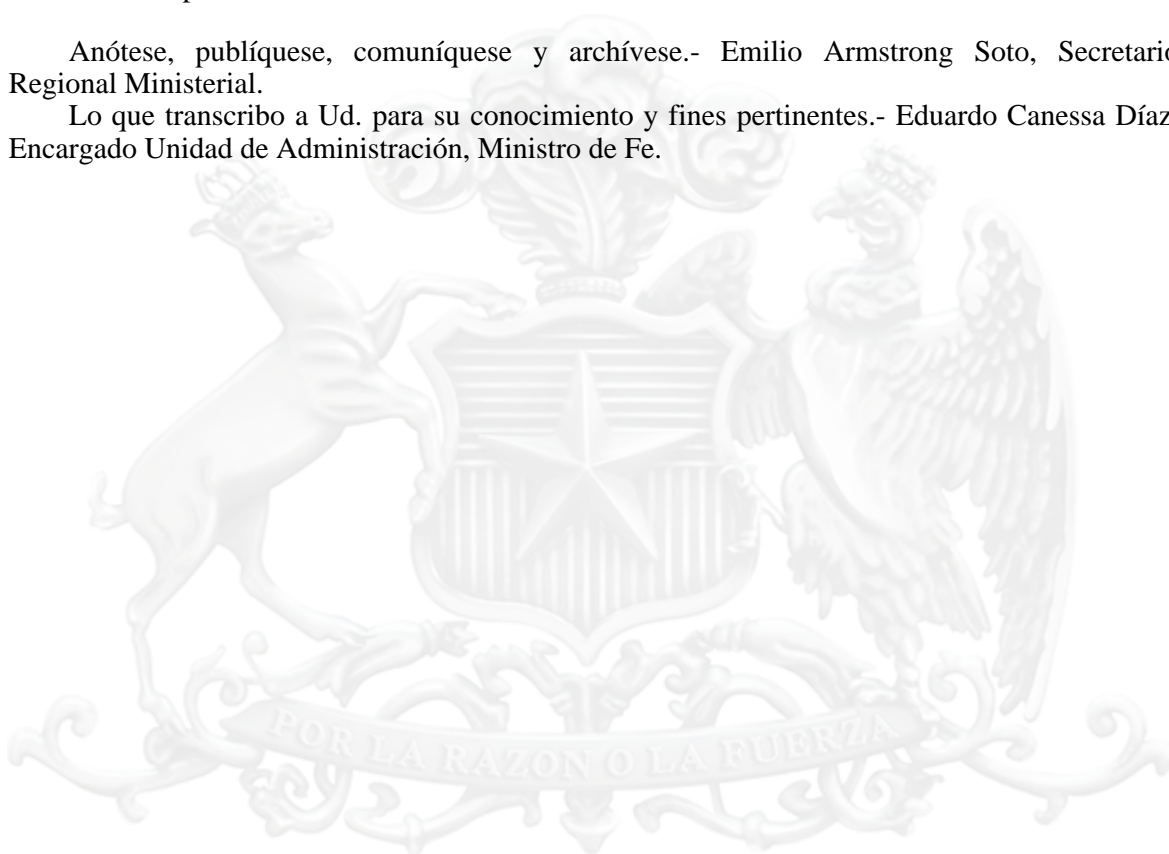 Anótese, publíquese, comuníquese y archívese.- Emilio Armstrong Soto, Secretario
Regional Ministerial.
Lo que transcribo a Ud. para su conocimiento y fines pertinentes.- Eduardo Canessa Díaz
Encargado Unidad de Administración, Ministro de Fe.
POR LA RAZON O LA FUERZA